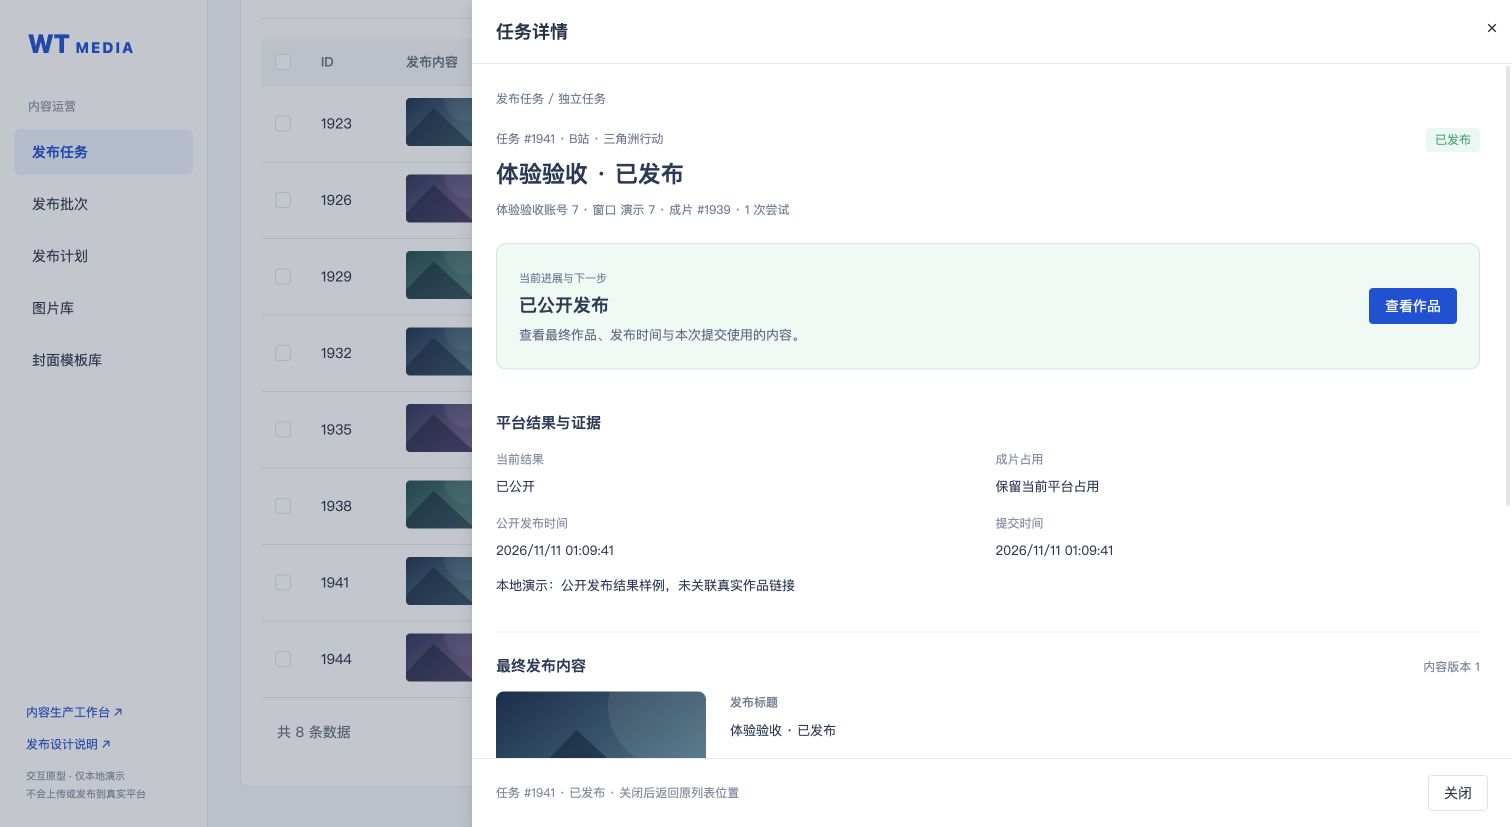 WT MEDIA
内容运营
发布任务
发布批次
发布计划
图片库
封面模板库
内容生产工作台 ↗
发布设计说明 ↗
交互原型 · 仅本地演示
不会上传或发布到真实平台
ID 发布内容
1923
1926
1929
1932
1935
1938
1941
1944
共 8 条数据
任务详情 ×
发布任务 / 独立任务
任务 #1941 · B站 · 三角洲行动 已发布
体验验收 · 已发布
体验验收账号 7 · 窗口 演示 7 · 成片 #1939 · 1 次尝试
当前进展与下一步
已公开发布
查看作品
查看最终作品、发布时间与本次提交使用的内容。
平台结果与证据
当前结果 成片占用
已公开 保留当前平台占用
公开发布时间 提交时间
2026/11/11 01:09:41 2026/11/11 01:09:41
本地演示：公开发布结果样例，未关联真实作品链接
最终发布内容 内容版本 1
发布标题
体验验收 · 已发布
任务 #1941 · 已发布 · 关闭后返回原列表位置 关闭